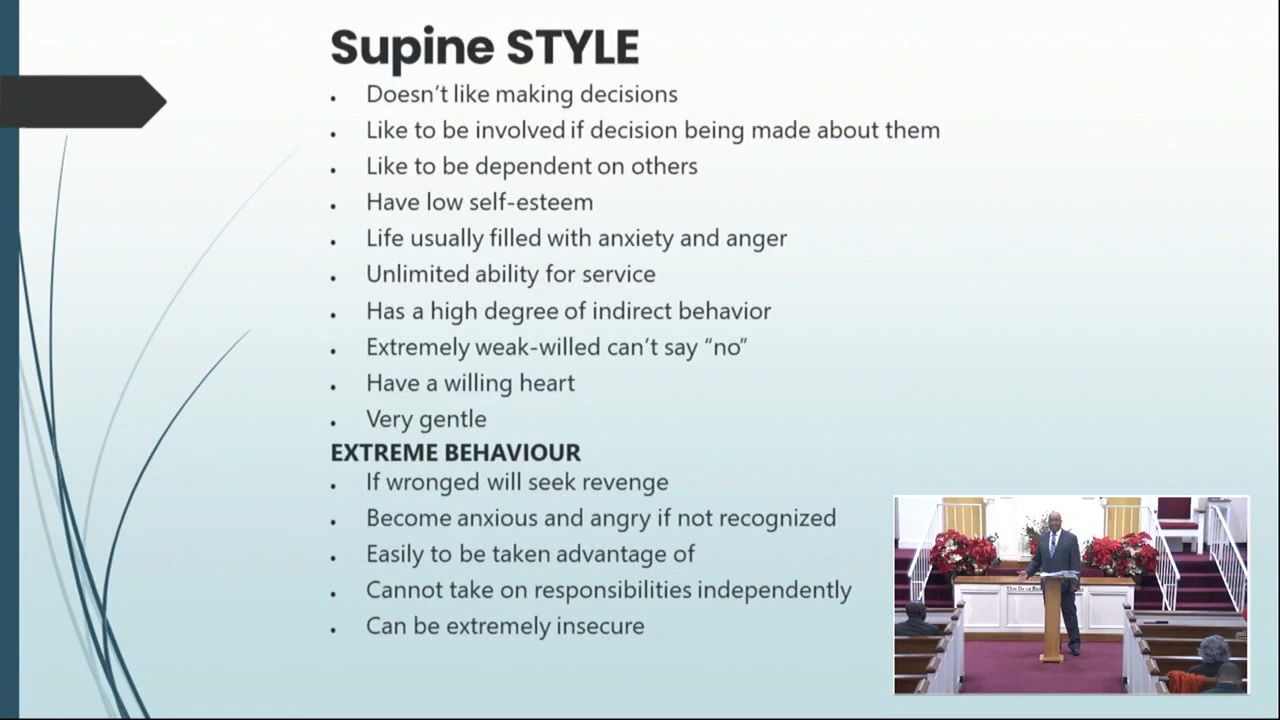 Supine STYLE
• Doesn't like making decisions
• Like to be involved if decision being made about them
• Like to be dependent on others
• Have low self-esteem
• Life usually filled with anxiety and anger
• Unlimited ability for service
• Has a high degree of indirect behavior
• Extremely weak-willed can't say “no”
• Have a willing heart
• Very gentle
EXTREME BEHAVIOUR
• If wronged will seek revenge
• Become anxious and angry if not recognized
• Easily to be taken advantage of
• Cannot take on responsibilities independently
• Can be extremely insecure